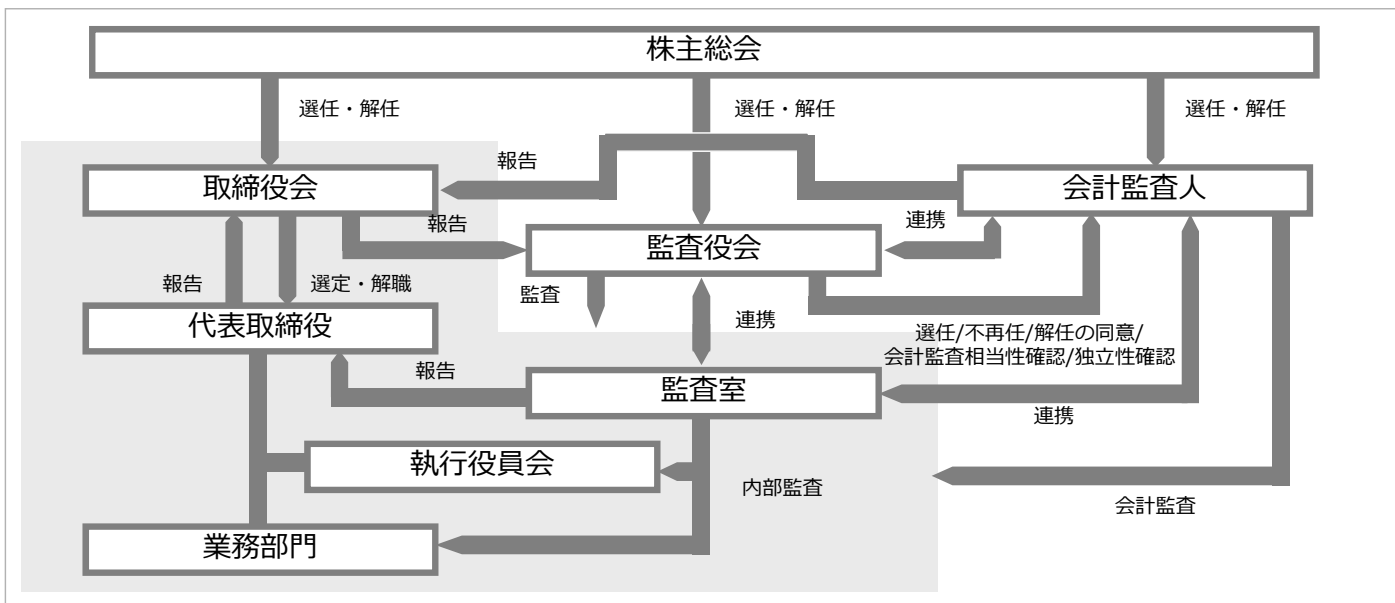 株主総会
選任・解任
選任・解任
選任・解任
報告
取締役会
会計監査人
報告
連携
監査役会
報告
選定・解職
監査
代表取締役
連携
選任/不再任/解任の同意/
会計監査相当性確認/独立性確認
報告
監査室
連携
執行役員会
内部監査
会計監査
業務部門